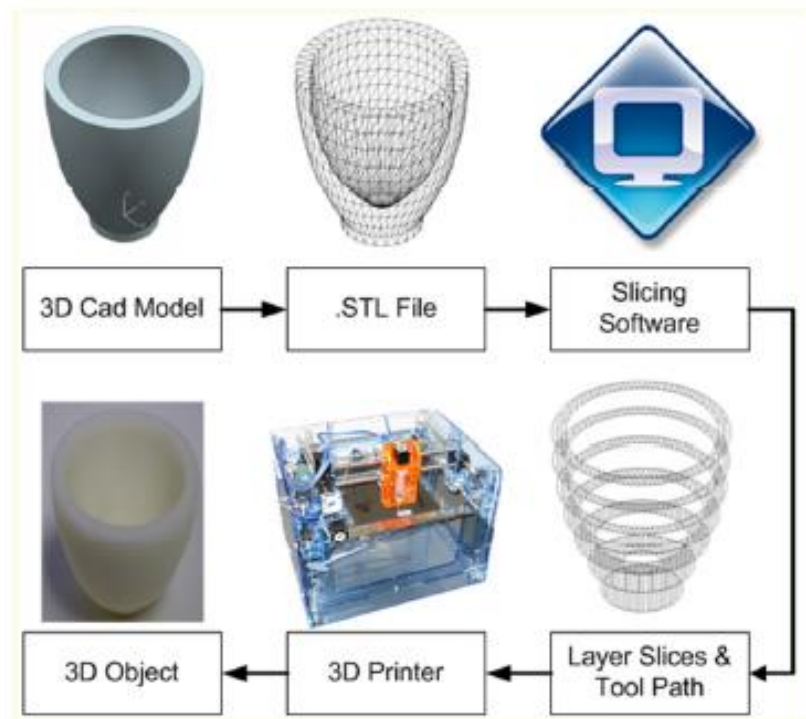 3D Cad Model
.STL File
Slicing
Software
Layer Slices &
Tool Path
3D Printer
3D Object